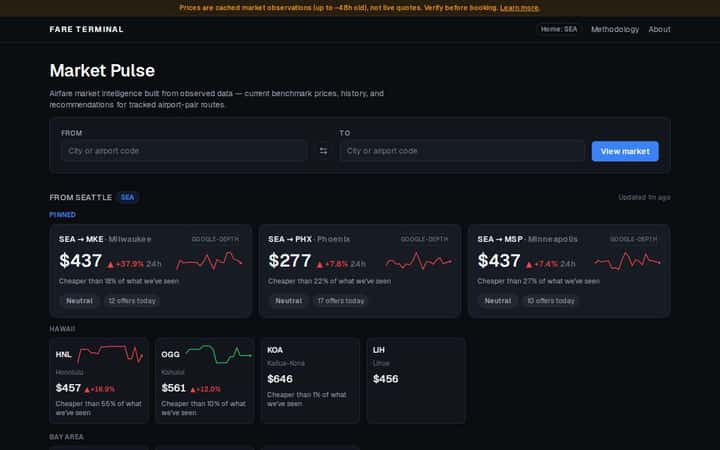 Prices are cached market observations (up to ~48h old), not live quotes. Verify before booking. Learn more.
FARE TERMINAL
Home: SEA
Methodology
About
Market Pulse
Airfare market intelligence built from observed data — current benchmark prices, history, and
recommendations for tracked airport-pair routes.
FROM
TO
City or airport code
City or airport code
View market
FROM SEATTLE SEA
Updated 1m ago
PINNED
SEA → MKE · Milwaukee
GOOGLE-DEPTH
$437 ▲ +37.9% 24h
Cheaper than 18% of what we've seen
Neutral
12 offers today
SEA → PHX · Phoenix
GOOGLE-DEPTH
$277 ▲ +7.8% 24h
Cheaper than 22% of what we've seen
Neutral
17 offers today
SEA → MSP · Minneapolis
GOOGLE-DEPTH
$437 ▲ +7.4% 24h
Cheaper than 27% of what we've seen
Neutral
10 offers today
HAWAII
HNL
Honolulu
$457 ▲+16.9%
Cheaper than 55% of what
we've seen
OGG
Kahului
$561 ▲+12.0%
Cheaper than 10% of what
we've seen
KOA
Kailua-Kona
$646
Cheaper than 1% of what
we've seen
LIH
Lihue
$456
BAY AREA